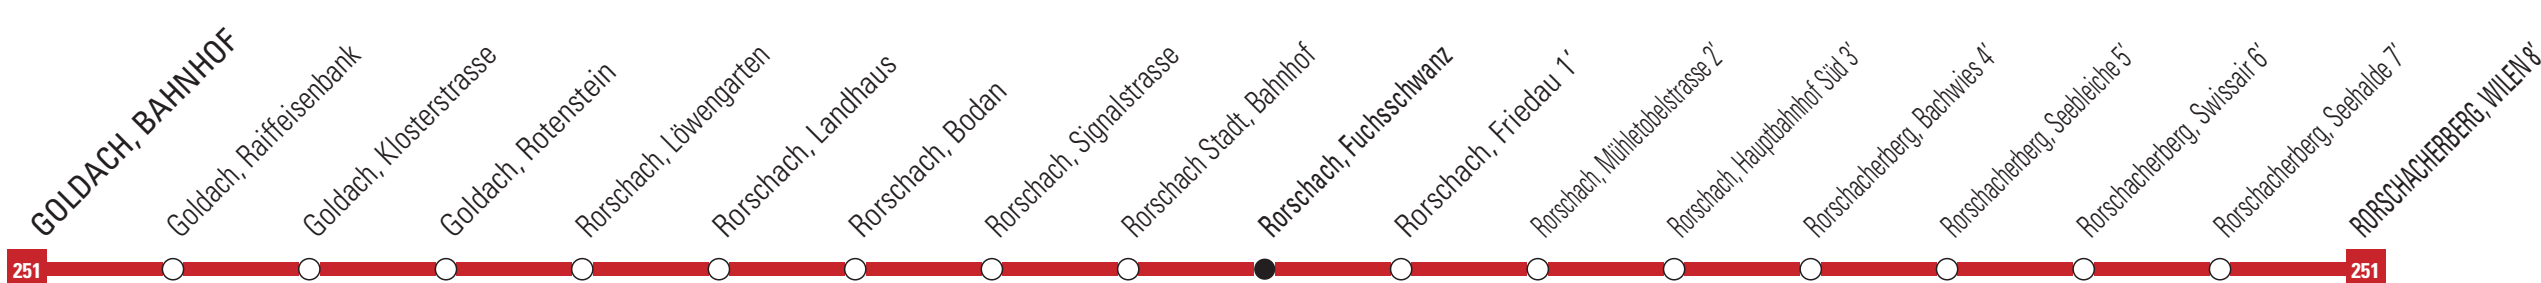 GOLDACH, BAHNHOF
Goldach, Raiffeisenbank
Goldach, Klosterstrasse
Goldach, Rotenstein
Rorschach, Löwengarten
Rorschach, Landhaus
Rorschach, Bodan
Rorschach, Signalstrasse
Rorschach Stadt, Bahnhof
Rorschach, Fuchsschwanz
Rorschach, Friedau 1'
Rorschach, Mühletobelstrasse 2'
Rorschach, Hauptbahnhof Süd 3'
Rorschacherberg, Bachwies 4'
Rorschacherberg, Seebleiche 5'
Rorschacherberg, Swissair 6'
Rorschacherberg, Seehalde 7'
RORSCHACHERBERG, WILEN 8'
251
251